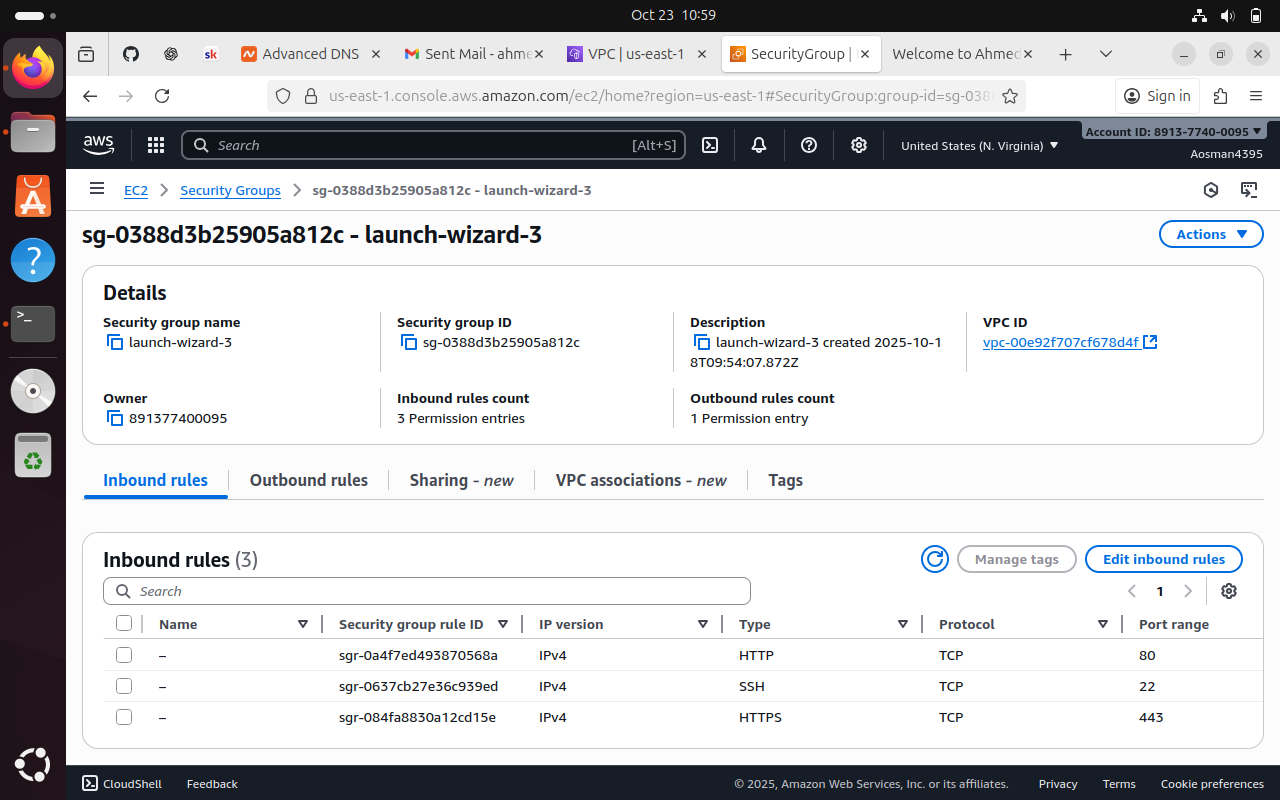 Oct 23 10:59
sk
Advanced DNS
Sent Mail - ahme
VPC | us-east-1
SecurityGroup |
Welcome to Ahmed
us-east-1.console.aws.amazon.com/ec2/home?region=us-east-1#SecurityGroup:group-id=sg-0388
Sign in
aws
Search
[Alt+S]
United States (N. Virginia)
Account ID: 8913-7740-0095
Aosman4395
EC2
Security Groups
sg-0388d3b25905a812c - launch-wizard-3
sg-0388d3b25905a812c - launch-wizard-3
Actions
Details
Security group name
launch-wizard-3
Security group ID
sg-0388d3b25905a812c
Description
launch-wizard-3 created 2025-10-1
8T09:54:07.872Z
VPC ID
vpc-00e92f707cf678d4f
Owner
891377400095
Inbound rules count
3 Permission entries
Outbound rules count
1 Permission entry
Inbound rules
Outbound rules
Sharing - new
VPC associations - new
Tags
Inbound rules (3)
Manage tags
Edit inbound rules
Search
1
Name Security group rule ID IP version Type Protocol Port range
– sgr-0a4f7ed493870568a IPv4 HTTP TCP 80
– sgr-0637cb27e36c939ed IPv4 SSH TCP 22
– sgr-084fa8830a12cd15e IPv4 HTTPS TCP 443
CloudShell
Feedback
© 2025, Amazon Web Services, Inc. or its affiliates.
Privacy
Terms
Cookie preferences